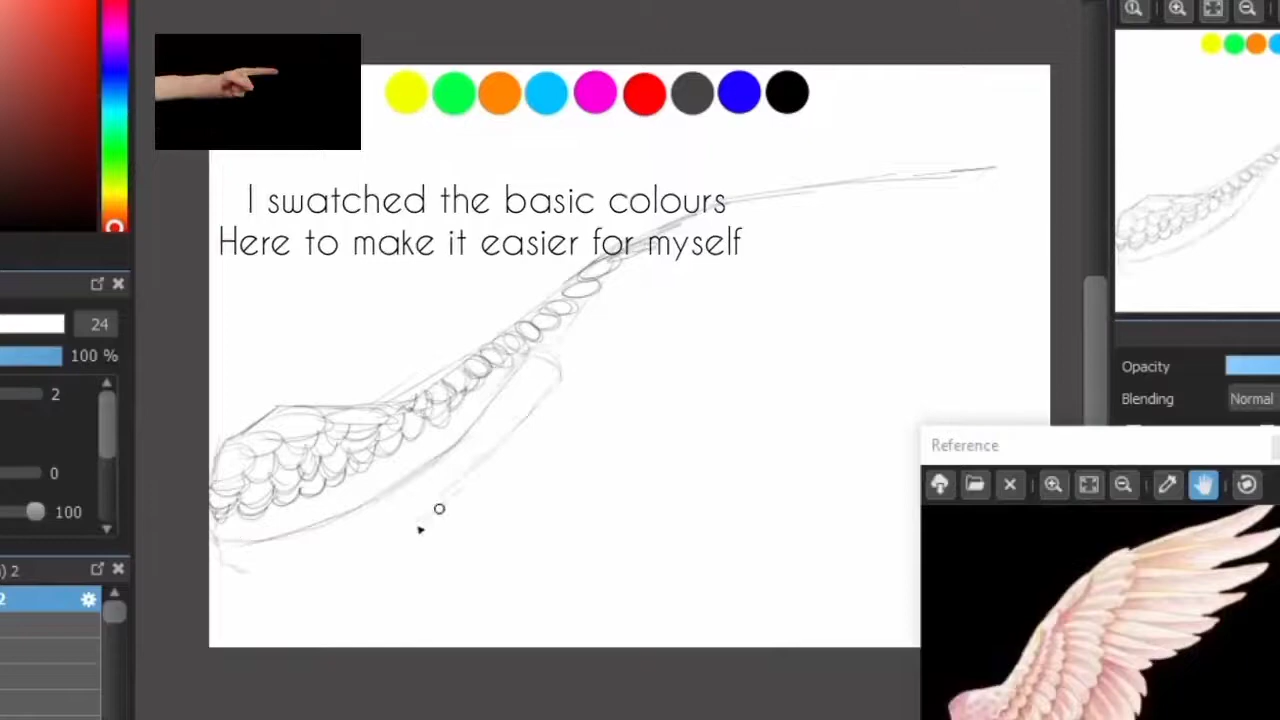 I swatched the basic colours
Here to make it easier for myself
24
100 %
2
0
100
) 2
2
Opacity
Blending
Normal
Reference